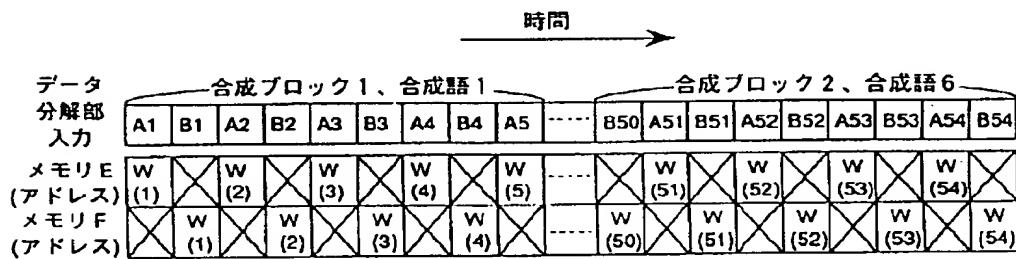 時間
データ分解部入力
合成ブロック1、合成語1
合成ブロック2、合成語6
A1 B1 A2 B2 A3 B3 A4 B4 A5 B50 A51 B51 A52 B52 A53 B53 A54 B54
メモリE(アドレス)
W(1) W(2) W(3) W(4) W(5) W(51) W(52) W(53) W(54)
メモリF(アドレス)
W(1) W(2) W(3) W(4) W(50) W(51) W(52) W(53) W(54)